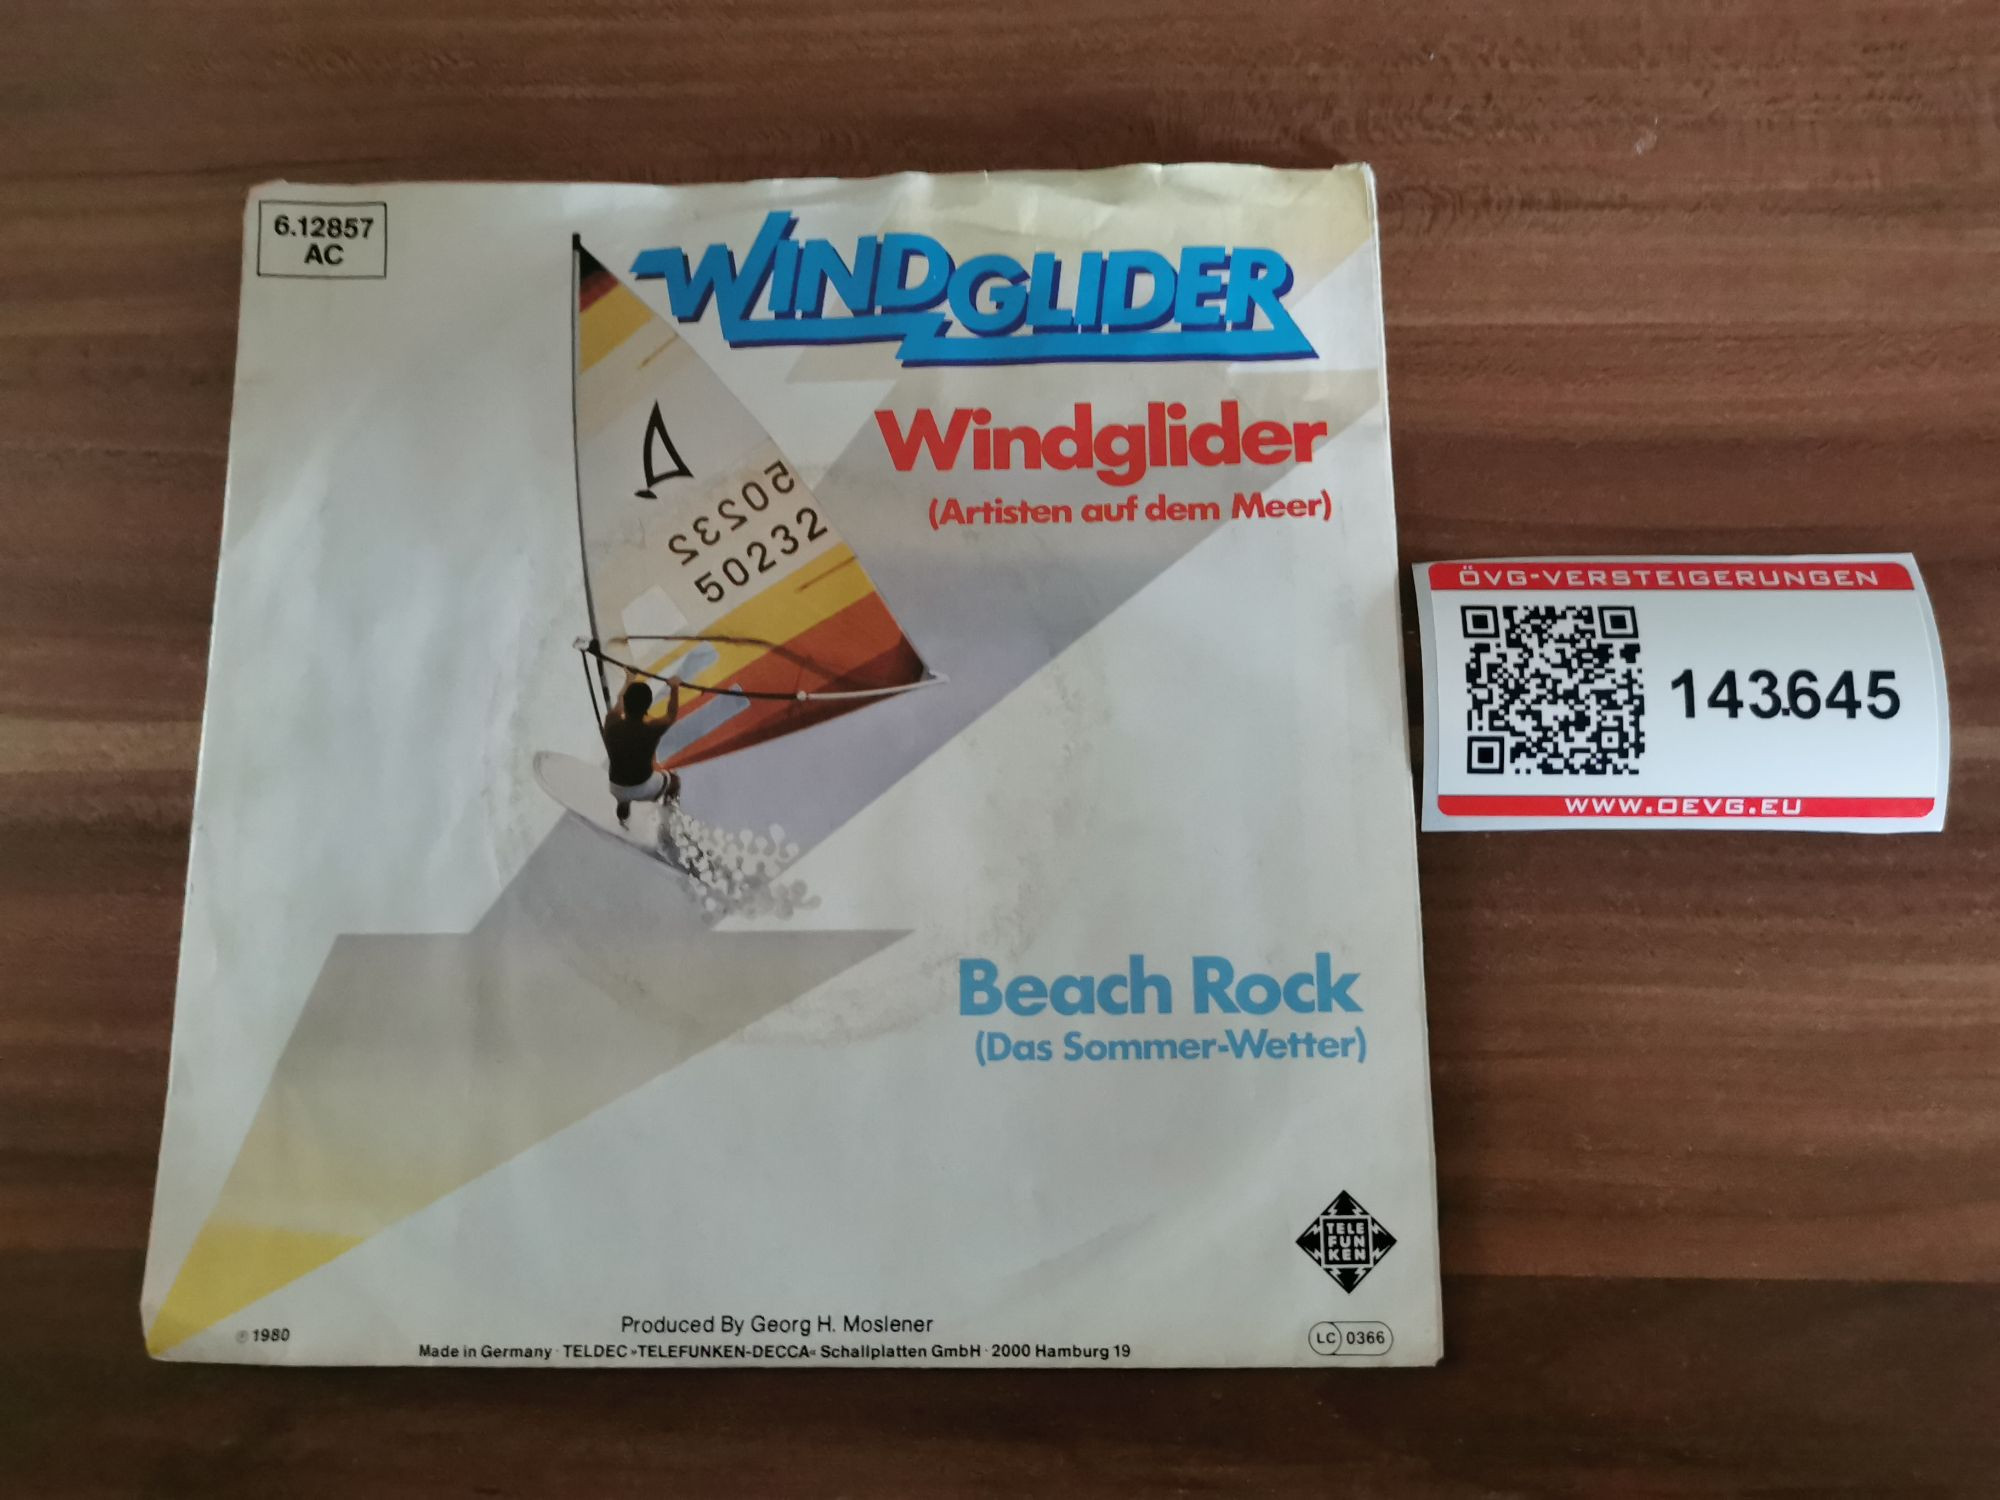 6.12857
AC
WINDGLIDER
Windglider
(Artisten auf dem Meer)
50232
50232
Beach Rock
(Das Sommer-Wetter)
TELE
FUN
KEN
℗ 1980
Produced By Georg H. Moslener
Made in Germany · TELDEC »TELEFUNKEN-DECCA« Schallplatten GmbH · 2000 Hamburg 19
LC 0366
ÖVG-VERSTEIGERUNGEN
143.645
WWW.OEVG.EU